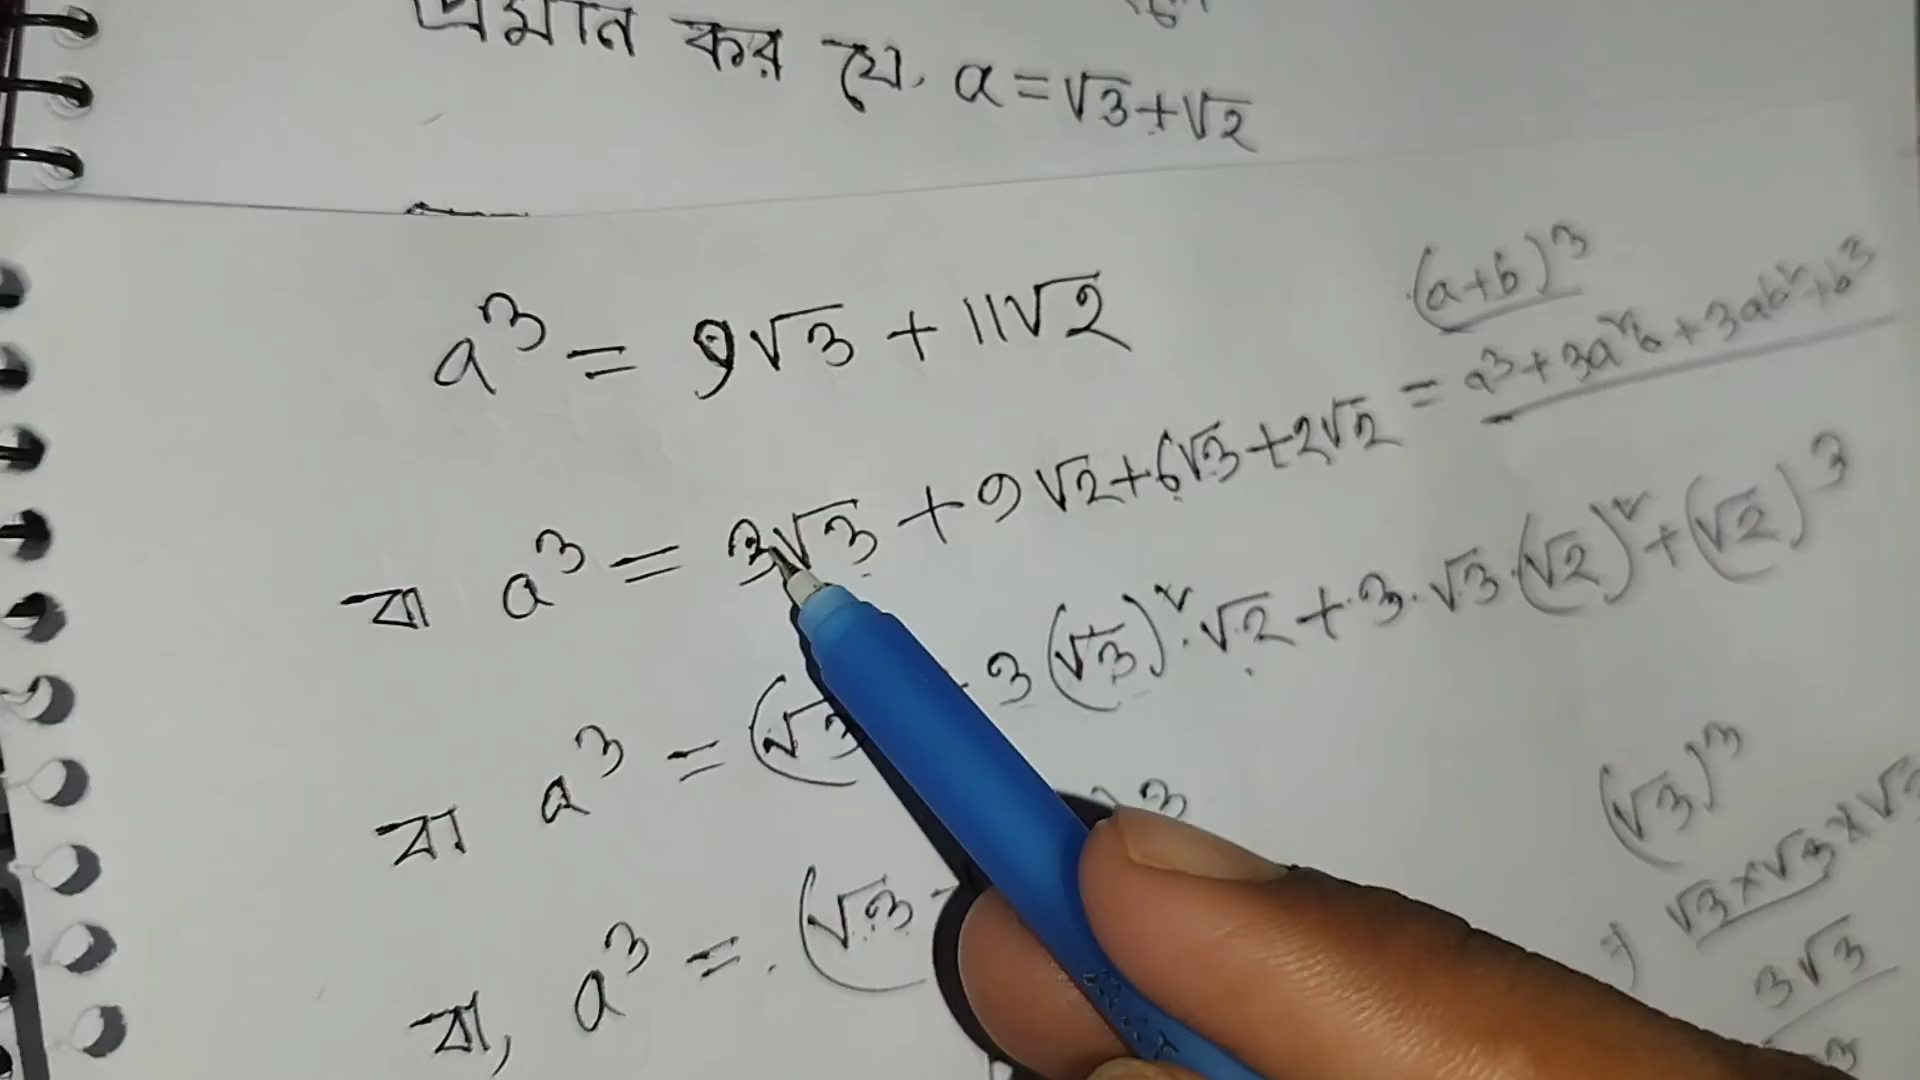 প্রমান কর যে, a = √3+√2
a³ = 9√3 + 11√2
(a+b)³
= a³+3a²b+3ab²+b³
বা a³ = 3√3 + 9√2+6√3+2√2
বা a³ = (√3 3(√3)²·√2+3·√3·(√2)²+(√2)³
বা, a³ = (√3
(√3)³
⇒ √3×√3×√3
3√3